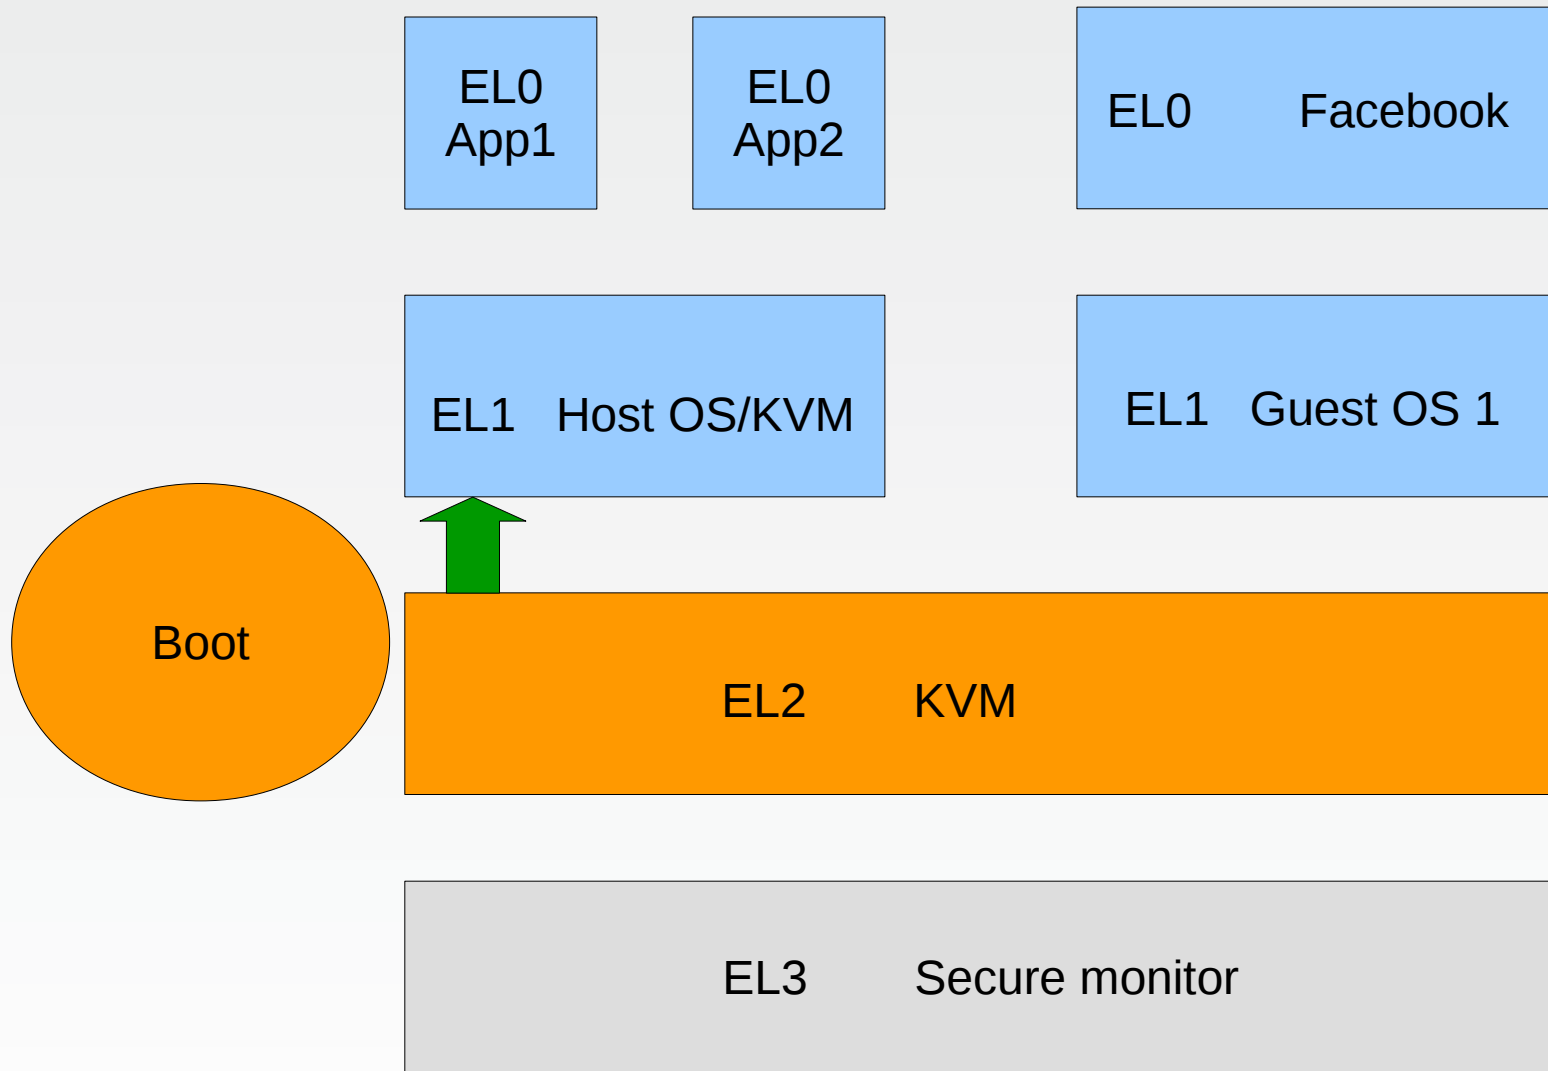 EL0
App1
EL0
App2
EL0 Facebook
EL1 Host OS/KVM
EL1 Guest OS 1
Boot
EL2 KVM
EL3 Secure monitor